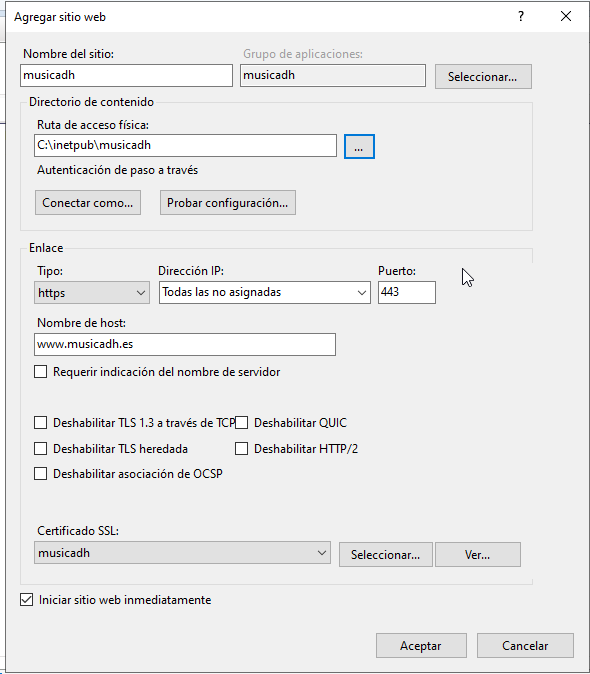 Agregar sitio web
Nombre del sitio: Grupo de aplicaciones:
musicadh musicadh Seleccionar...
Directorio de contenido
Ruta de acceso física:
C:\inetpub\musicadh ...
Autenticación de paso a través
Conectar como... Probar configuración...
Enlace
Tipo: Dirección IP: Puerto:
https Todas las no asignadas 443
Nombre de host:
www.musicadh.es
Requerir indicación del nombre de servidor
Deshabilitar TLS 1.3 a través de TCP Deshabilitar QUIC
Deshabilitar TLS heredada Deshabilitar HTTP/2
Deshabilitar asociación de OCSP
Certificado SSL:
musicadh Seleccionar... Ver...
Iniciar sitio web inmediatamente
Aceptar Cancelar